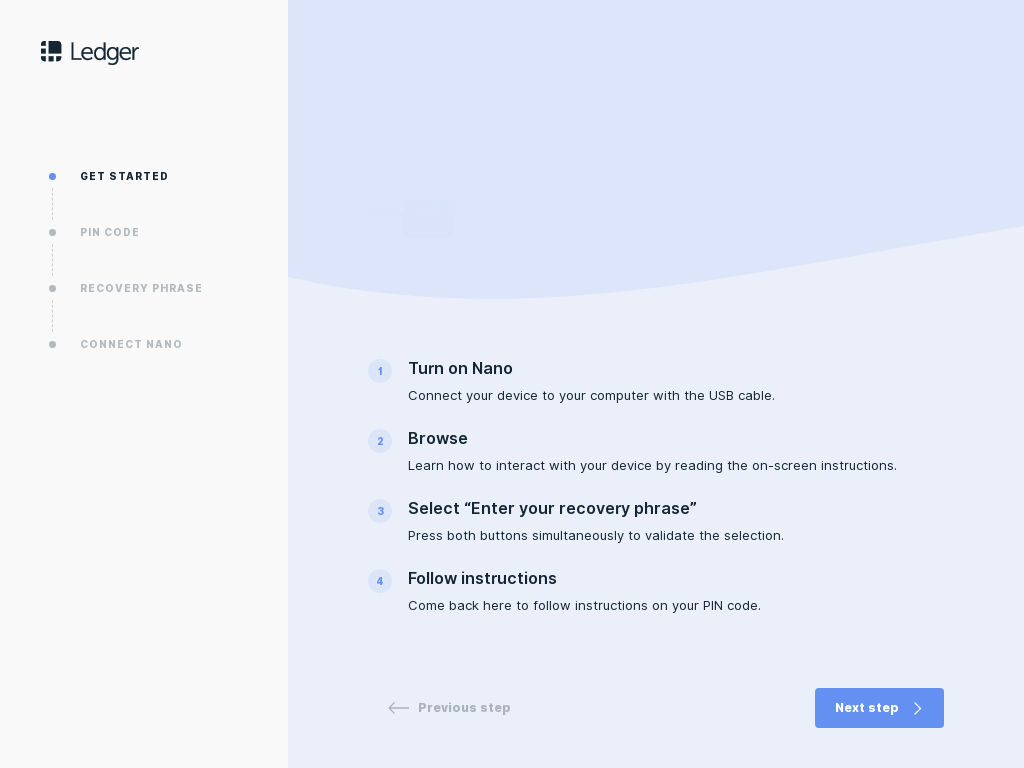 Ledger
GET STARTED
PIN CODE
RECOVERY PHRASE
CONNECT NANO
1
Turn on Nano
Connect your device to your computer with the USB cable.
2
Browse
Learn how to interact with your device by reading the on-screen instructions.
3
Select “Enter your recovery phrase”
Press both buttons simultaneously to validate the selection.
4
Follow instructions
Come back here to follow instructions on your PIN code.
Previous step
Next step